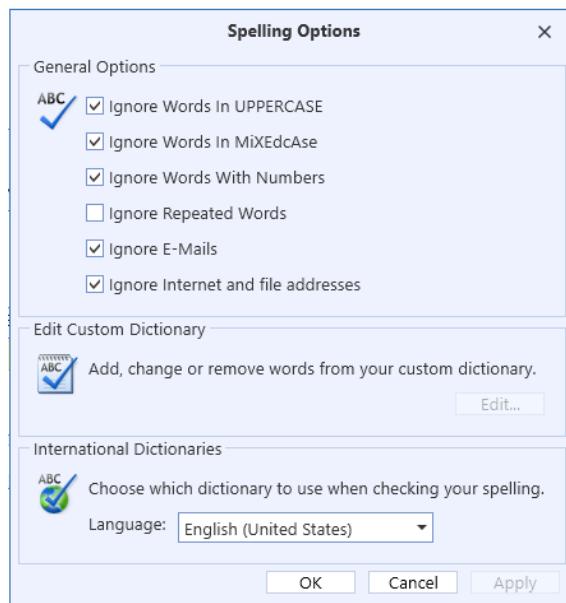 Spelling Options
General Options
ABC
Ignore Words In UPPERCASE
Ignore Words In MiXEdcAse
Ignore Words With Numbers
Ignore Repeated Words
Ignore E-Mails
Ignore Internet and file addresses
Edit Custom Dictionary
ABC
Add, change or remove words from your custom dictionary.
Edit...
International Dictionaries
ABC
Choose which dictionary to use when checking your spelling.
Language: English (United States)
OK Cancel Apply